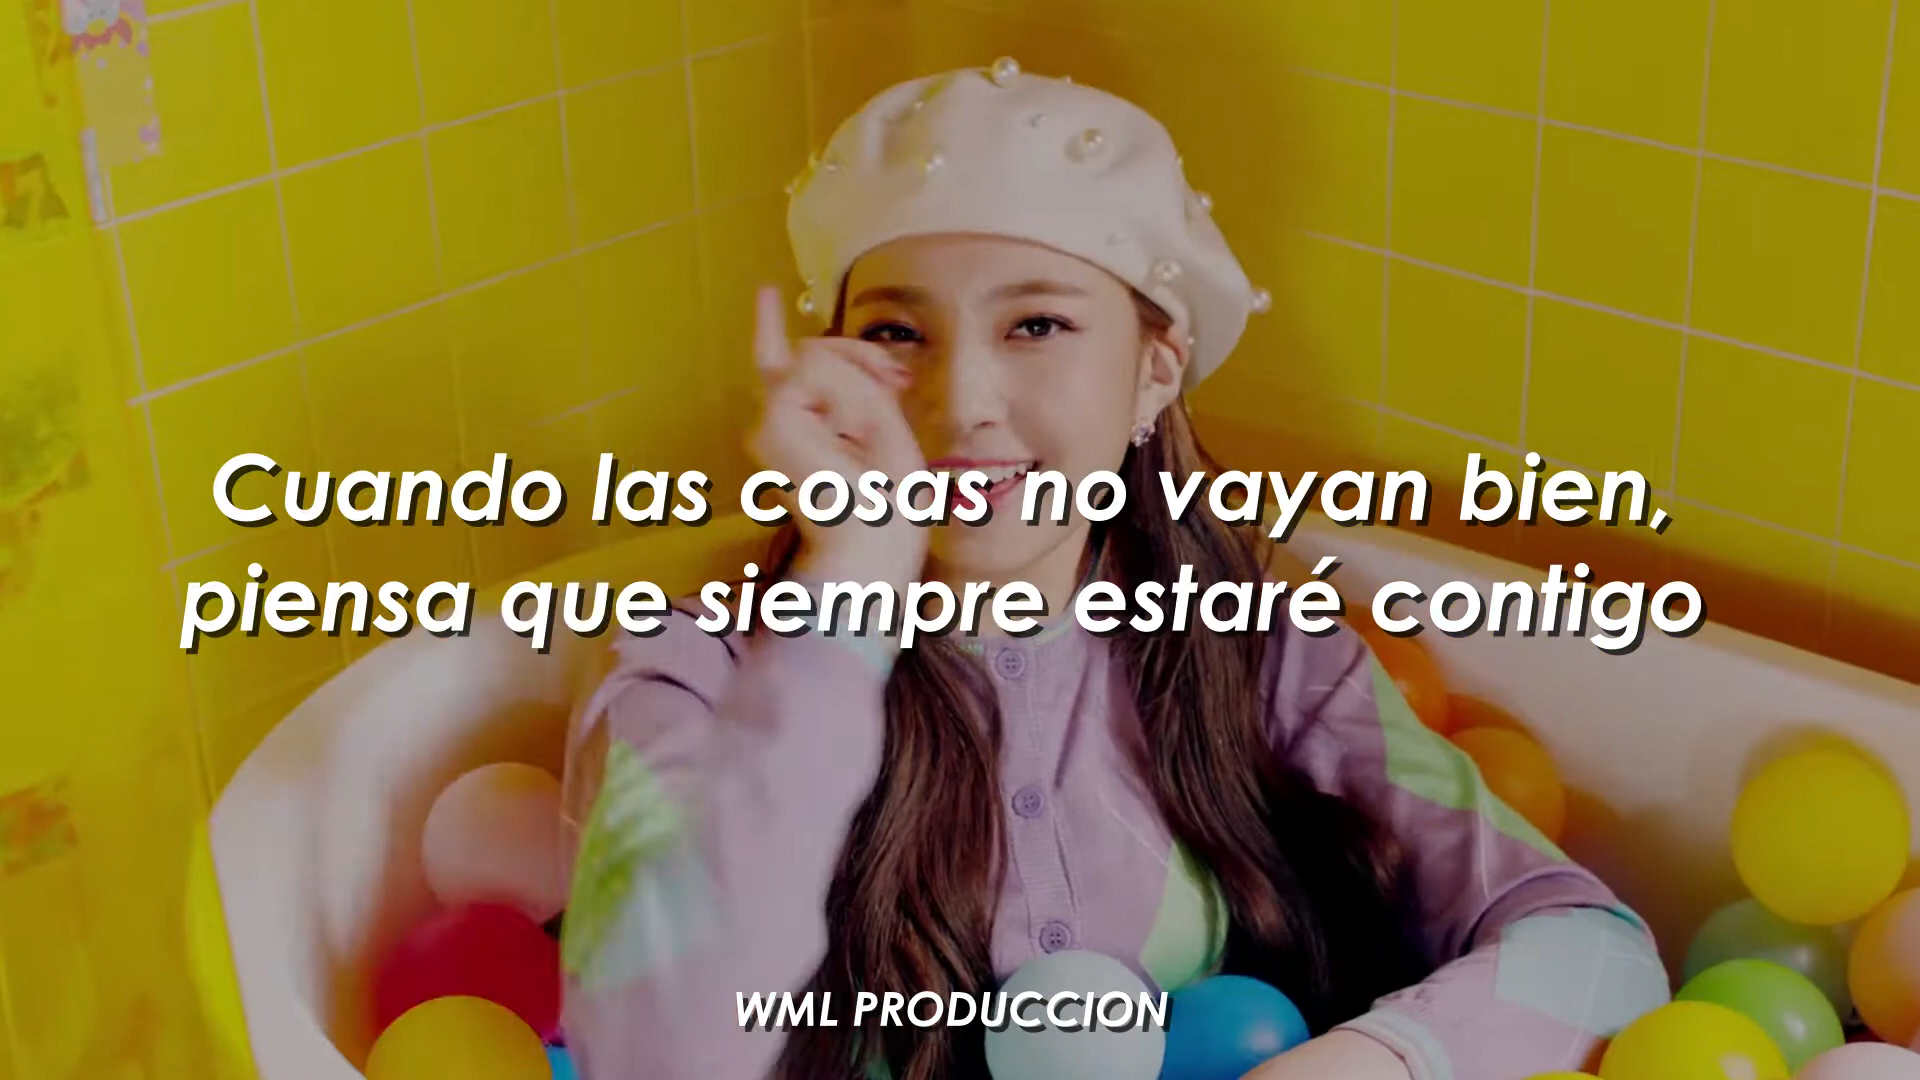 Cuando las cosas no vayan bien,
piensa que siempre estaré contigo
WML PRODUCCION